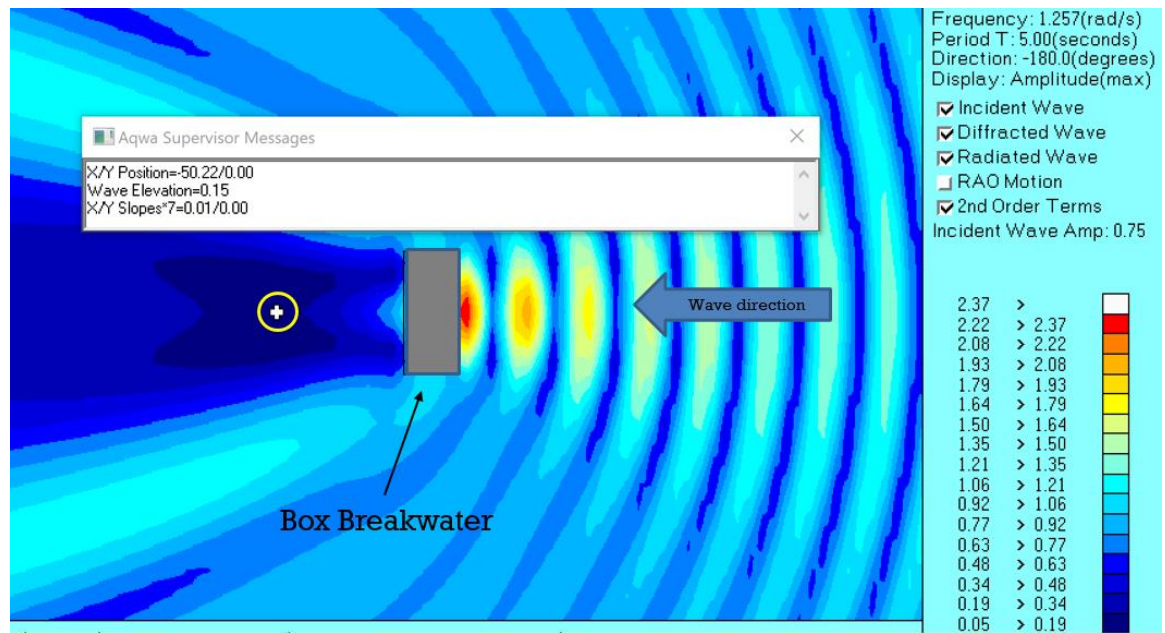 Frequency: 1.257(rad/s)
Period T: 5.00(seconds)
Direction: -180.0(degrees)
Display: Amplitude(max)
Incident Wave
Diffracted Wave
Radiated Wave
RAO Motion
2nd Order Terms
Incident Wave Amp: 0.75
Aqwa Supervisor Messages
X/Y Position=-50.22/0.00
Wave Elevation=0.15
X/Y Slopes*7=0.01/0.00
Wave direction
Box Breakwater
2.37 >
2.22 > 2.37
2.08 > 2.22
1.93 > 2.08
1.79 > 1.93
1.64 > 1.79
1.50 > 1.64
1.35 > 1.50
1.21 > 1.35
1.06 > 1.21
0.92 > 1.06
0.77 > 0.92
0.63 > 0.77
0.48 > 0.63
0.34 > 0.48
0.19 > 0.34
0.05 > 0.19